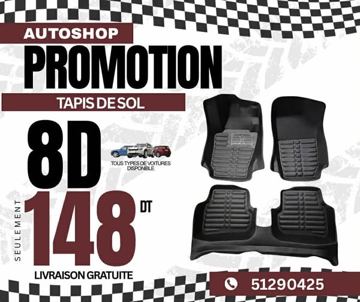 AUTOSHOP
PROMOTION
TAPIS DE SOL
8D
TOUS TYPES DE VOITURES
DISPONIBLE.
SEULEMENT
148 DT
LIVRAISON GRATUITE
51290425